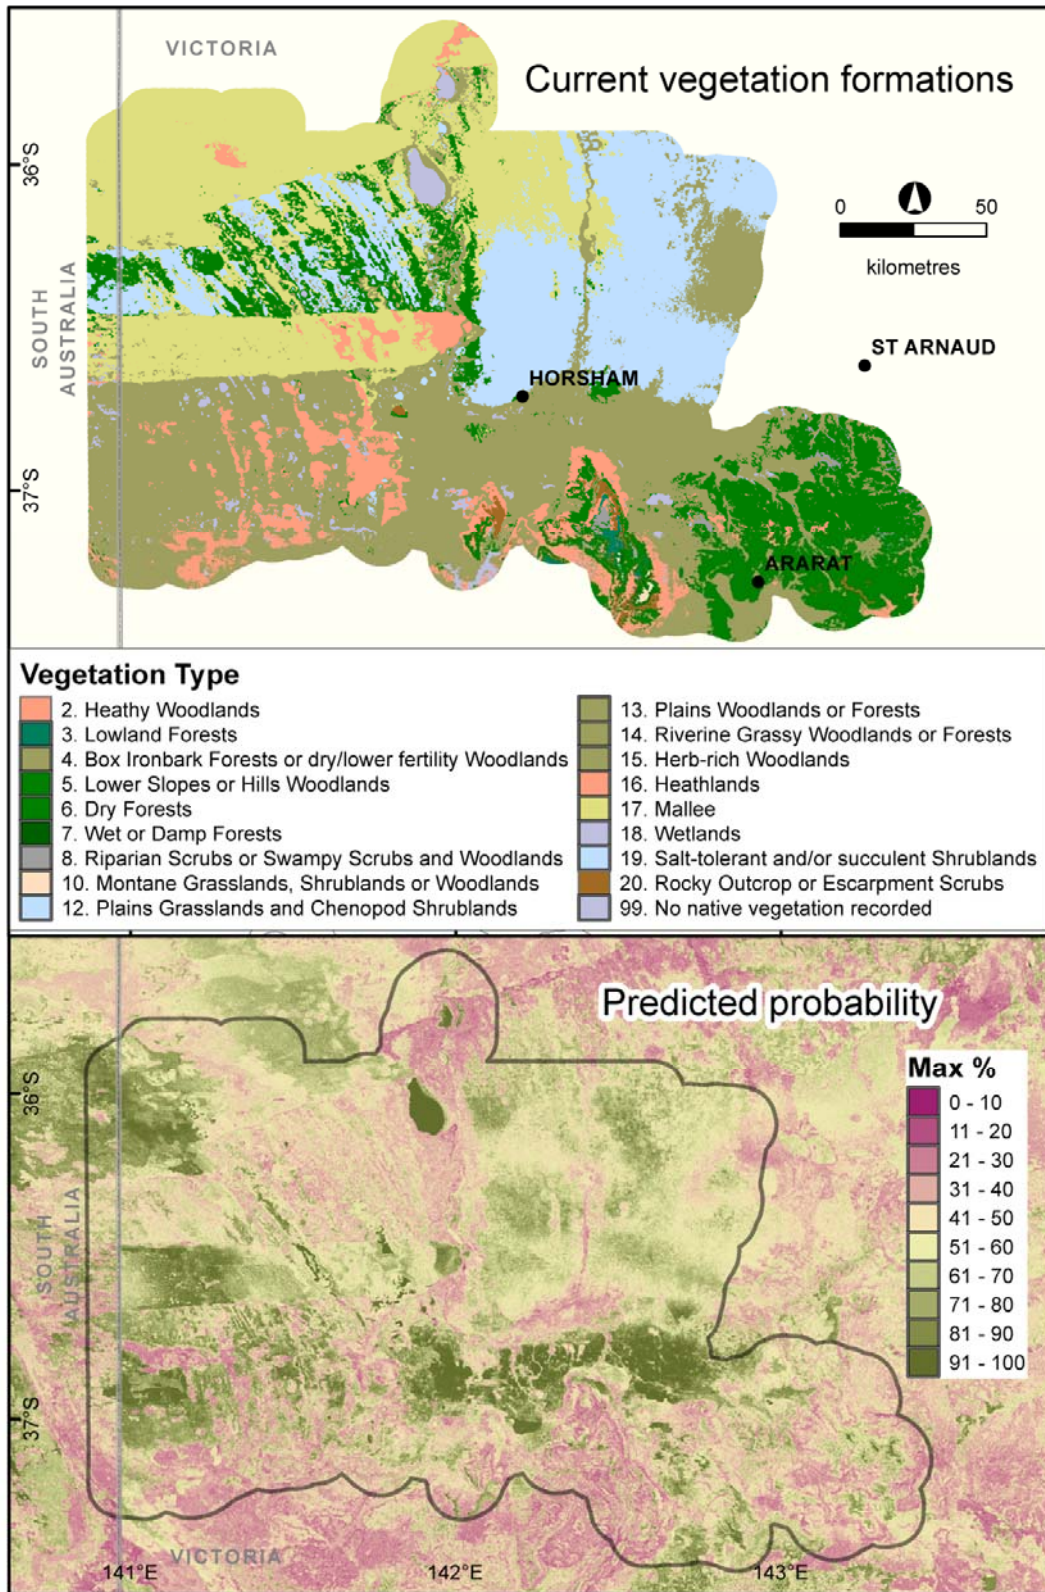 VICTORIA
Current vegetation formations
36°S
0 50
kilometres
SOUTH
AUSTRALIA
ST ARNAUD
HORSHAM
37°S
ARARAT
Vegetation Type
2. Heathy Woodlands
3. Lowland Forests
4. Box Ironbark Forests or dry/lower fertility Woodlands
5. Lower Slopes or Hills Woodlands
6. Dry Forests
7. Wet or Damp Forests
8. Riparian Scrubs or Swampy Scrubs and Woodlands
10. Montane Grasslands, Shrublands or Woodlands
12. Plains Grasslands and Chenopod Shrublands
13. Plains Woodlands or Forests
14. Riverine Grassy Woodlands or Forests
15. Herb-rich Woodlands
16. Heathlands
17. Mallee
18. Wetlands
19. Salt-tolerant and/or succulent Shrublands
20. Rocky Outcrop or Escarpment Scrubs
99. No native vegetation recorded
Predicted probability
Max %
0 - 10
11 - 20
21 - 30
31 - 40
41 - 50
51 - 60
61 - 70
71 - 80
81 - 90
91 - 100
36°S
SOUTH
AUSTRALIA
37°S
VICTORIA
141°E
142°E
143°E